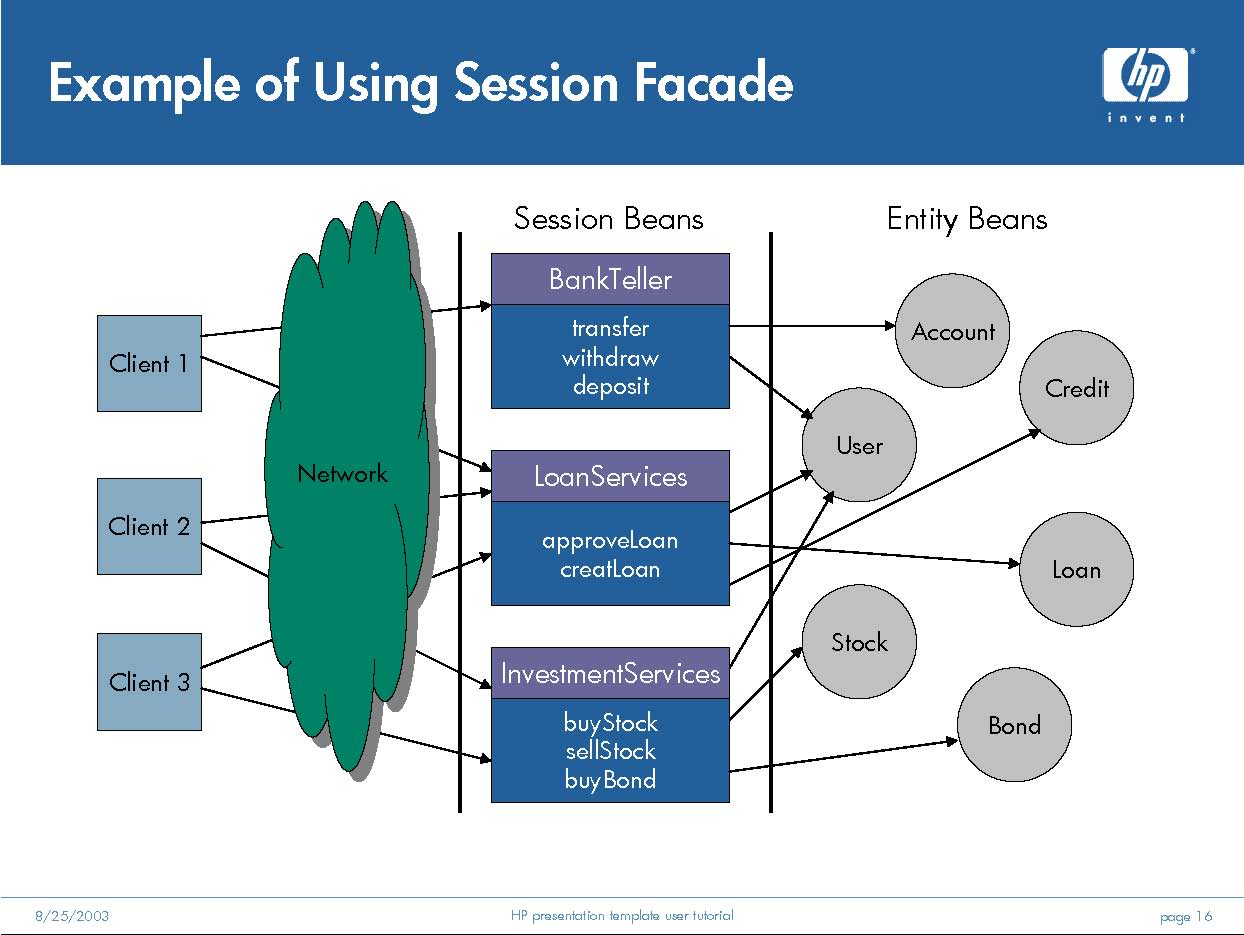 Example of Using Session Facade
hp
®
invent
Session Beans
Entity Beans
BankTeller
transfer
withdraw
deposit
Account
Client 1
Credit
User
Network
LoanServices
Client 2
approveLoan
creatLoan
Loan
Stock
Client 3
InvestmentServices
buyStock
sellStock
buyBond
Bond
8/25/2003
HP presentation template user tutorial
page 16